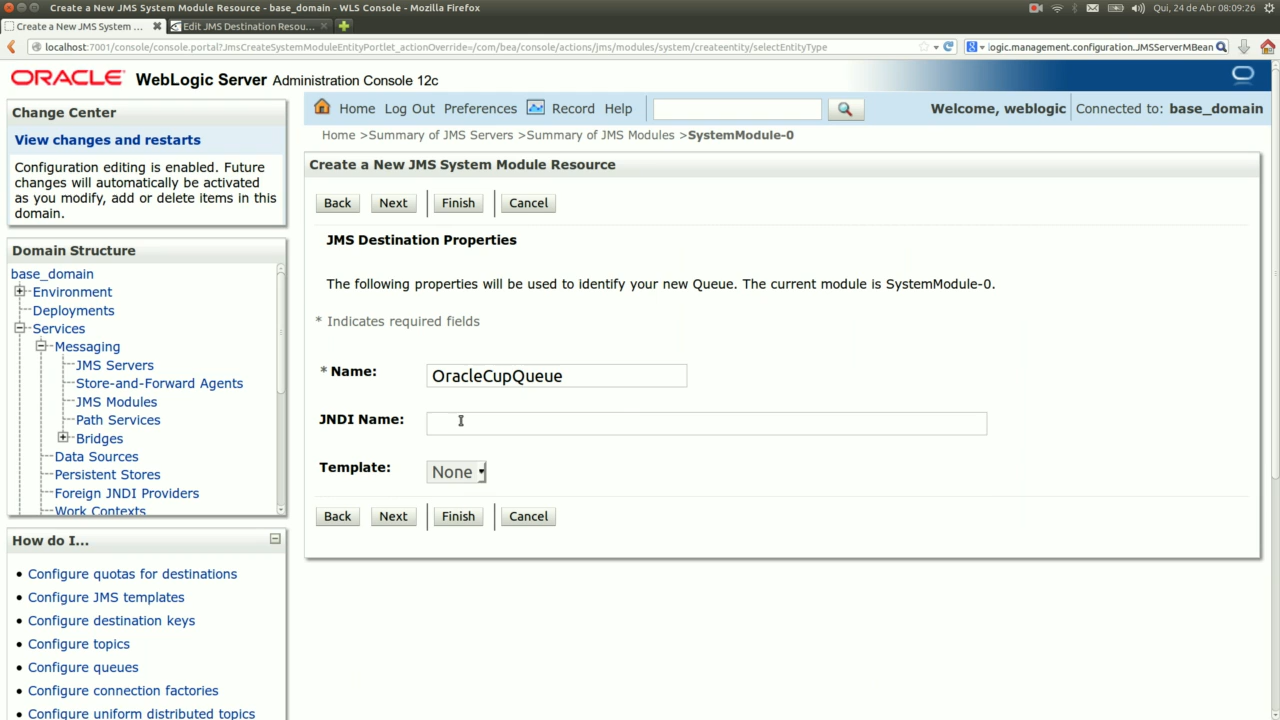 Create a New JMS System Module Resource - base_domain - WLS Console - Mozilla Firefox
Qui, 24 de Abr 08:09:26
Create a New JMS System ...
Edit JMS Destination Resou...
localhost:7001/console/console.portal?JmsCreateSystemModuleEntityPortlet_actionOverride=/com/bea/console/actions/jms/modules/system/createentity/selectEntityType
logic.management.configuration.JMSServerMBean
ORACLE WebLogic Server Administration Console 12c
Change Center
View changes and restarts
Configuration editing is enabled. Future
changes will automatically be activated
as you modify, add or delete items in this
domain.
Domain Structure
base_domain
Environment
Deployments
Services
Messaging
JMS Servers
Store-and-Forward Agents
JMS Modules
Path Services
Bridges
Data Sources
Persistent Stores
Foreign JNDI Providers
Work Contexts
How do I...
Configure quotas for destinations
Configure JMS templates
Configure destination keys
Configure topics
Configure queues
Configure connection factories
Configure uniform distributed topics
Home Log Out Preferences Record Help
Welcome, weblogic Connected to: base_domain
Home >Summary of JMS Servers >Summary of JMS Modules >SystemModule-0
Create a New JMS System Module Resource
Back Next Finish Cancel
JMS Destination Properties
The following properties will be used to identify your new Queue. The current module is SystemModule-0.
* Indicates required fields
* Name: OracleCupQueue
JNDI Name:
Template: None
Back Next Finish Cancel